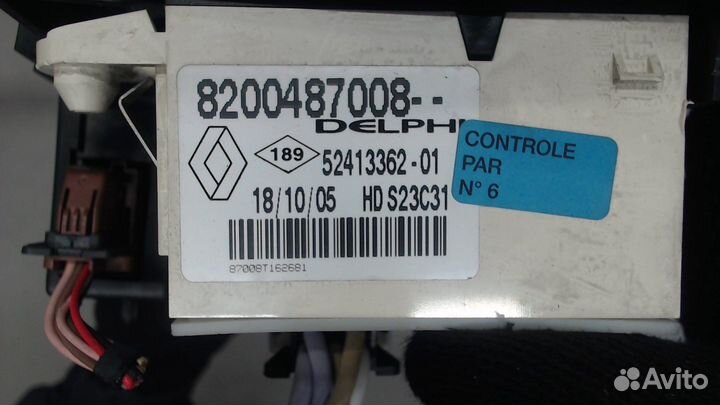 8200487008--
DELPHI
189
52413362-01
18/10/05 HD S23C31
87008T162681
CONTROLE
PAR
N° 6
Avito